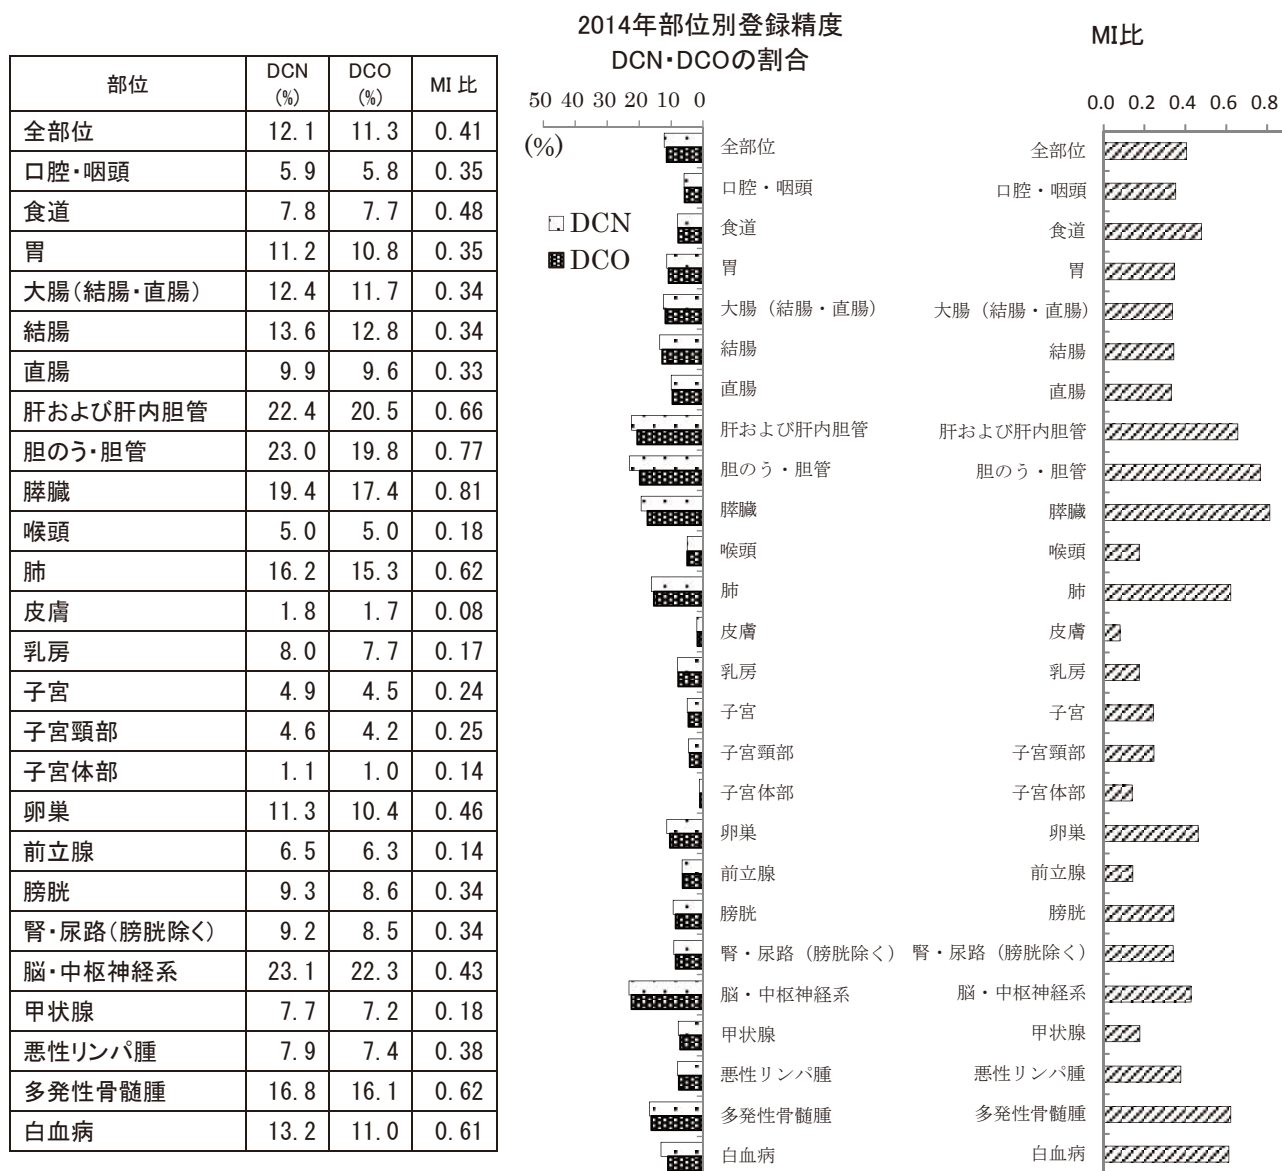 部位 DCN (%) DCO (%) MI 比
全部位 12.1 11.3 0.41
口腔・咽頭 5.9 5.8 0.35
食道 7.8 7.7 0.48
胃 11.2 10.8 0.35
大腸(結腸・直腸) 12.4 11.7 0.34
結腸 13.6 12.8 0.34
直腸 9.9 9.6 0.33
肝および肝内胆管 22.4 20.5 0.66
胆のう・胆管 23.0 19.8 0.77
膵臓 19.4 17.4 0.81
喉頭 5.0 5.0 0.18
肺 16.2 15.3 0.62
皮膚 1.8 1.7 0.08
乳房 8.0 7.7 0.17
子宮 4.9 4.5 0.24
子宮頸部 4.6 4.2 0.25
子宮体部 1.1 1.0 0.14
卵巣 11.3 10.4 0.46
前立腺 6.5 6.3 0.14
膀胱 9.3 8.6 0.34
腎・尿路(膀胱除く) 9.2 8.5 0.34
脳・中枢神経系 23.1 22.3 0.43
甲状腺 7.7 7.2 0.18
悪性リンパ腫 7.9 7.4 0.38
多発性骨髄腫 16.8 16.1 0.62
白血病 13.2 11.0 0.61
2014年部位別登録精度
DCN・DCOの割合
50 40 30 20 10 0
(%)
DCN
DCO
全部位
口腔・咽頭
食道
胃
大腸（結腸・直腸）
結腸
直腸
肝および肝内胆管
胆のう・胆管
膵臓
喉頭
肺
皮膚
乳房
子宮
子宮頸部
子宮体部
卵巣
前立腺
膀胱
腎・尿路（膀胱除く）
脳・中枢神経系
甲状腺
悪性リンパ腫
多発性骨髄腫
白血病
MI比
0.0 0.2 0.4 0.6 0.8
全部位
口腔・咽頭
食道
胃
大腸（結腸・直腸）
結腸
直腸
肝および肝内胆管
胆のう・胆管
膵臓
喉頭
肺
皮膚
乳房
子宮
子宮頸部
子宮体部
卵巣
前立腺
膀胱
腎・尿路（膀胱除く）
脳・中枢神経系
甲状腺
悪性リンパ腫
多発性骨髄腫
白血病